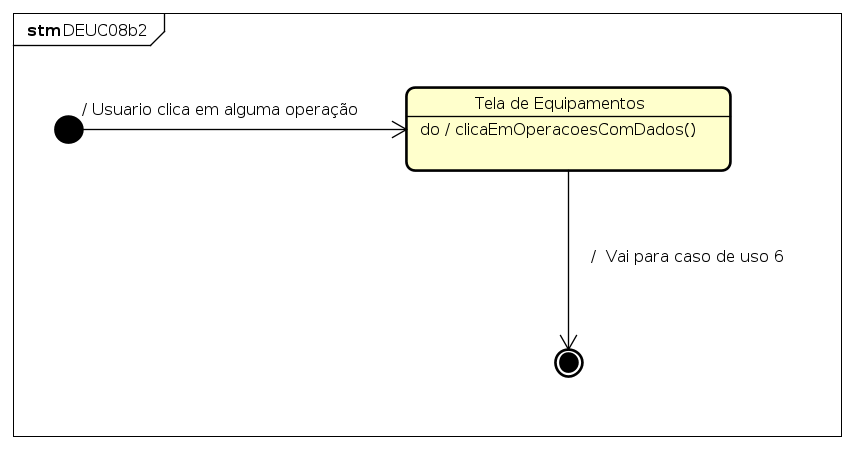 stm DEUC08b2
/ Usuario clica em alguma operação
Tela de Equipamentos
do / clicaEmOperacoesComDados()
/ Vai para caso de uso 6